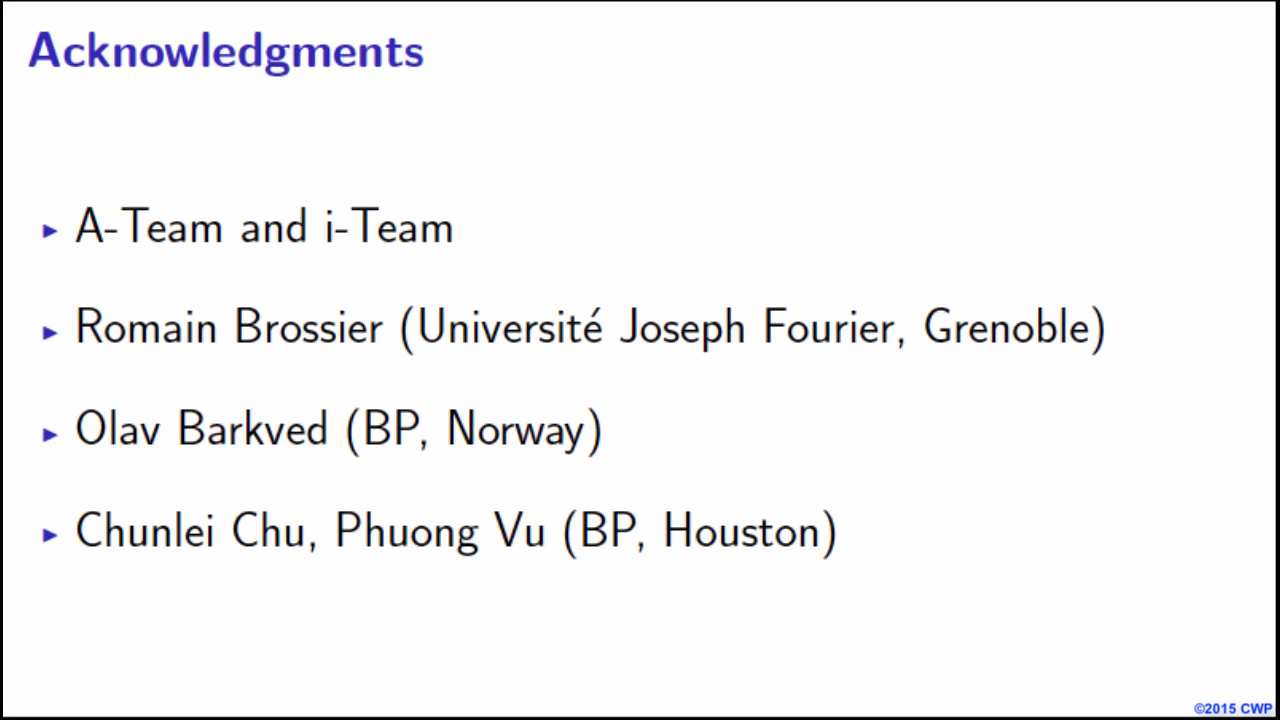 Acknowledgments
▸ A-Team and i-Team
▸ Romain Brossier (Université Joseph Fourier, Grenoble)
▸ Olav Barkved (BP, Norway)
▸ Chunlei Chu, Phuong Vu (BP, Houston)
©2015 CWP